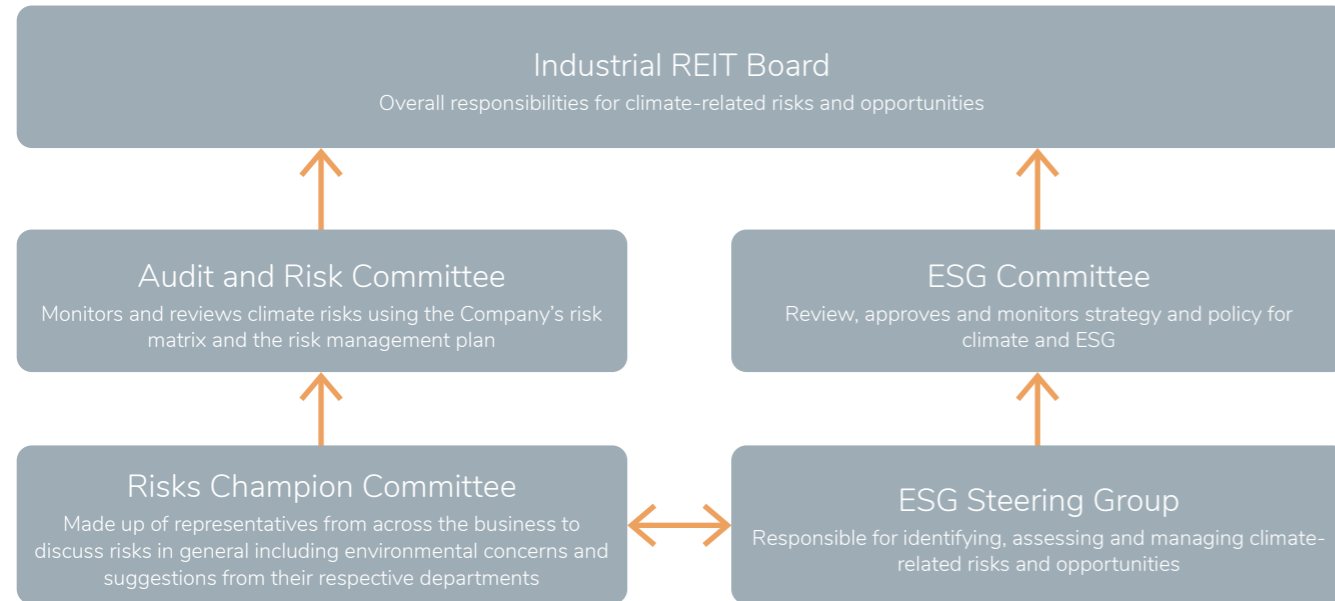 Industrial REIT Board
Overall responsibilities for climate-related risks and opportunities
Audit and Risk Committee
Monitors and reviews climate risks using the Company’s risk
matrix and the risk management plan
ESG Committee
Review, approves and monitors strategy and policy for
climate and ESG
Risks Champion Committee
Made up of representatives from across the business to
discuss risks in general including environmental concerns and
suggestions from their respective departments
ESG Steering Group
Responsible for identifying, assessing and managing climate-
related risks and opportunities